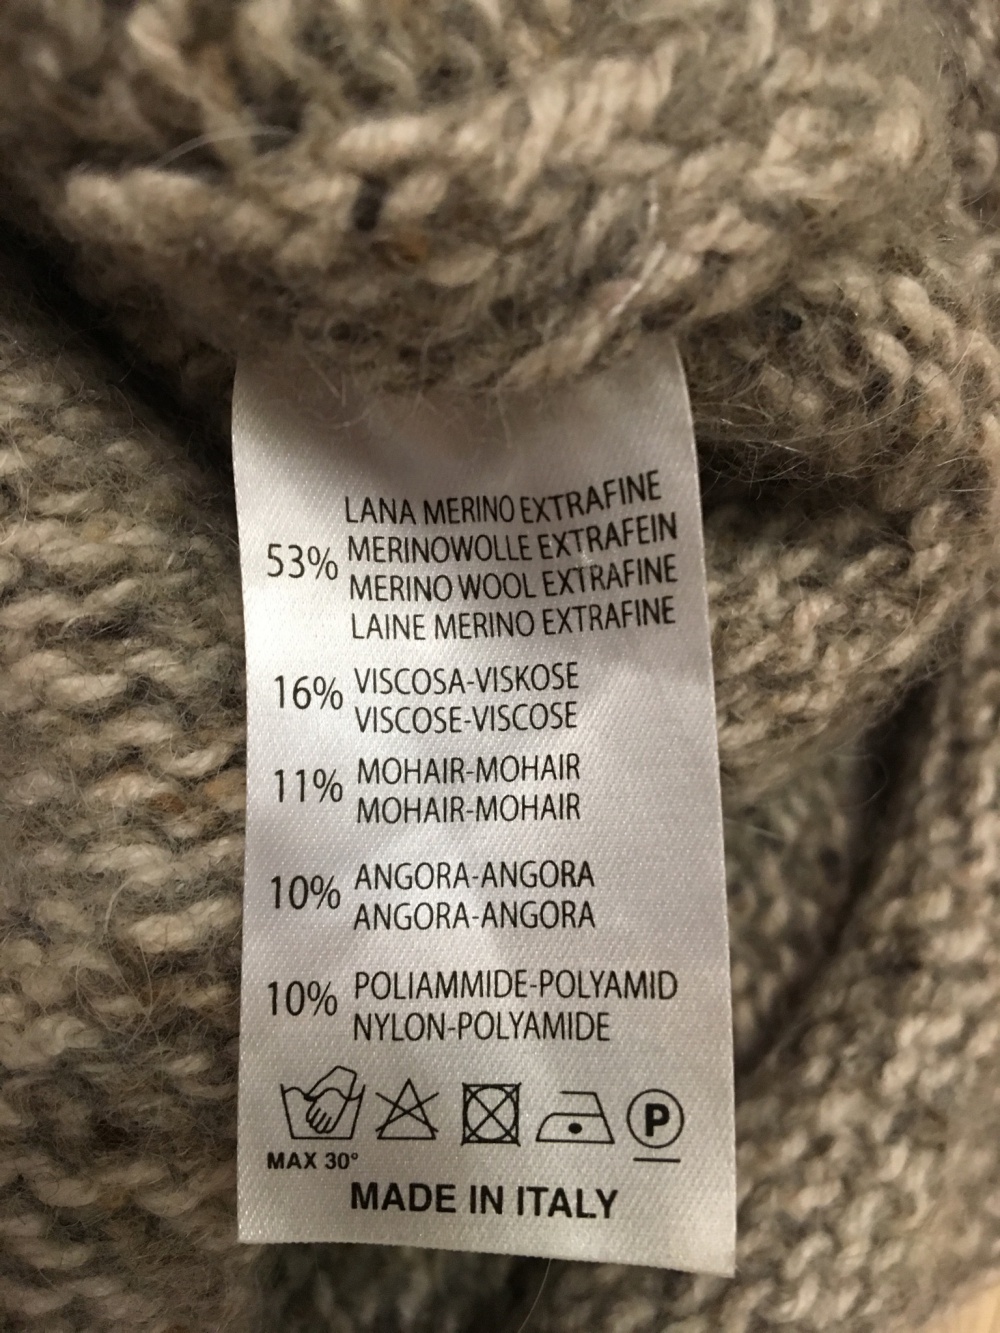 LANA MERINO EXTRAFINE
53% MERINOWOLLE EXTRAFEIN
MERINO WOOL EXTRAFINE
LAINE MERINO EXTRAFINE
16% VISCOSA-VISKOSE
VISCOSE-VISCOSE
11% MOHAIR-MOHAIR
MOHAIR-MOHAIR
10% ANGORA-ANGORA
ANGORA-ANGORA
10% POLIAMMIDE-POLYAMID
NYLON-POLYAMIDE
P
MAX 30°
MADE IN ITALY